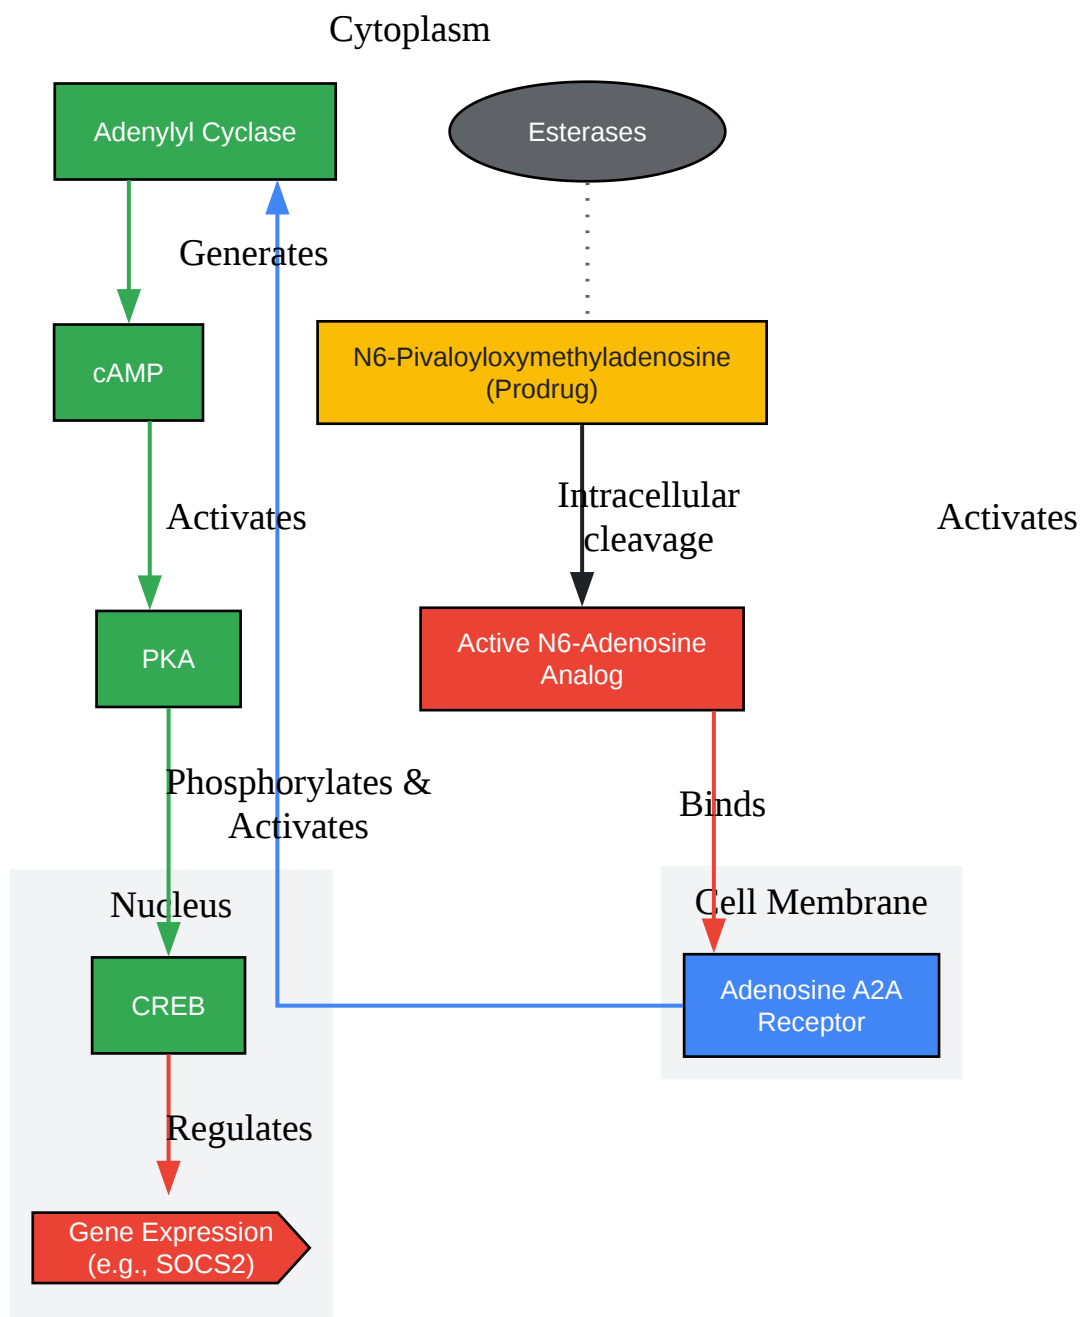 Cytoplasm
Adenylyl Cyclase
Esterases
Generates
cAMP
N6-Pivaloyloxymethyladenosine
(Prodrug)
Activates
Intracellular
cleavage
Activates
PKA
Active N6-Adenosine
Analog
Phosphorylates &
Activates
Binds
Nucleus
Cell Membrane
CREB
Adenosine A2A
Receptor
Regulates
Gene Expression
(e.g., SOCS2)